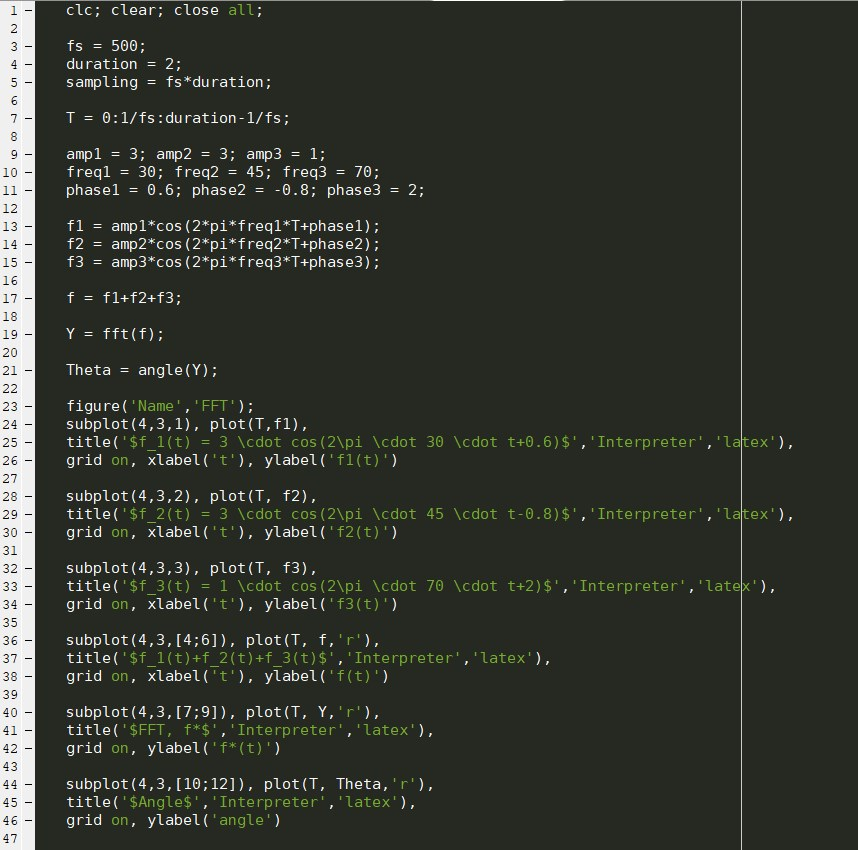 1 – clc; clear; close all;
2
3 – fs = 500;
4 – duration = 2;
5 – sampling = fs*duration;
6
7 – T = 0:1/fs:duration-1/fs;
8
9 – amp1 = 3; amp2 = 3; amp3 = 1;
10 – freq1 = 30; freq2 = 45; freq3 = 70;
11 – phase1 = 0.6; phase2 = -0.8; phase3 = 2;
12
13 – f1 = amp1*cos(2*pi*freq1*T+phase1);
14 – f2 = amp2*cos(2*pi*freq2*T+phase2);
15 – f3 = amp3*cos(2*pi*freq3*T+phase3);
16
17 – f = f1+f2+f3;
18
19 – Y = fft(f);
20
21 – Theta = angle(Y);
22
23 – figure('Name','FFT');
24 – subplot(4,3,1), plot(T,f1),
25 – title('$f_1(t) = 3 \cdot cos(2\pi \cdot 30 \cdot t+0.6)$','Interpreter','latex'),
26 – grid on, xlabel('t'), ylabel('f1(t)')
27
28 – subplot(4,3,2), plot(T, f2),
29 – title('$f_2(t) = 3 \cdot cos(2\pi \cdot 45 \cdot t-0.8)$','Interpreter','latex'),
30 – grid on, xlabel('t'), ylabel('f2(t)')
31
32 – subplot(4,3,3), plot(T, f3),
33 – title('$f_3(t) = 1 \cdot cos(2\pi \cdot 70 \cdot t+2)$','Interpreter','latex'),
34 – grid on, xlabel('t'), ylabel('f3(t)')
35
36 – subplot(4,3,[4;6]), plot(T, f,'r'),
37 – title('$f_1(t)+f_2(t)+f_3(t)$','Interpreter','latex'),
38 – grid on, xlabel('t'), ylabel('f(t)')
39
40 – subplot(4,3,[7;9]), plot(T, Y,'r'),
41 – title('$FFT, f*$','Interpreter','latex'),
42 – grid on, ylabel('f*(t)')
43
44 – subplot(4,3,[10;12]), plot(T, Theta,'r'),
45 – title('$Angle$','Interpreter','latex'),
46 – grid on, ylabel('angle')
47